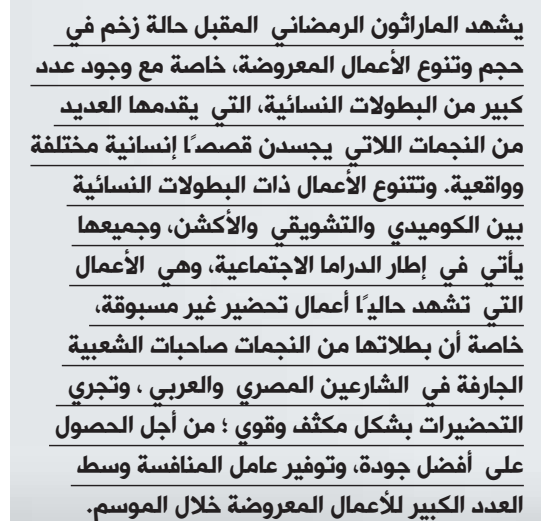 يشهد الماراثون الرمضاني المقبل حالة زخم في
حجم وتنوع الأعمال المعروضة، خاصة مع وجود عدد
كبير من البطولات النسائية، التي يقدمها العديد
من النجمات اللاتي يجسدن قصصًا إنسانية مختلفة
وواقعية. وتتنوع الأعمال ذات البطولات النسائية
بين الكوميدي والتشويقي والأكشن، وجميعها
يأتي في إطار الدراما الاجتماعية، وهي الأعمال
التي تشهد حاليًا أعمال تحضير غير مسبوقة،
خاصة أن بطلاتها من النجمات صاحبات الشعبية
الجارفة في الشارعين المصري والعربي ، وتجري
التحضيرات بشكل مكثف وقوي ؛ من أجل الحصول
على أفضل جودة، وتوفير عامل المنافسة وسط
العدد الكبير للأعمال المعروضة خلال الموسم.